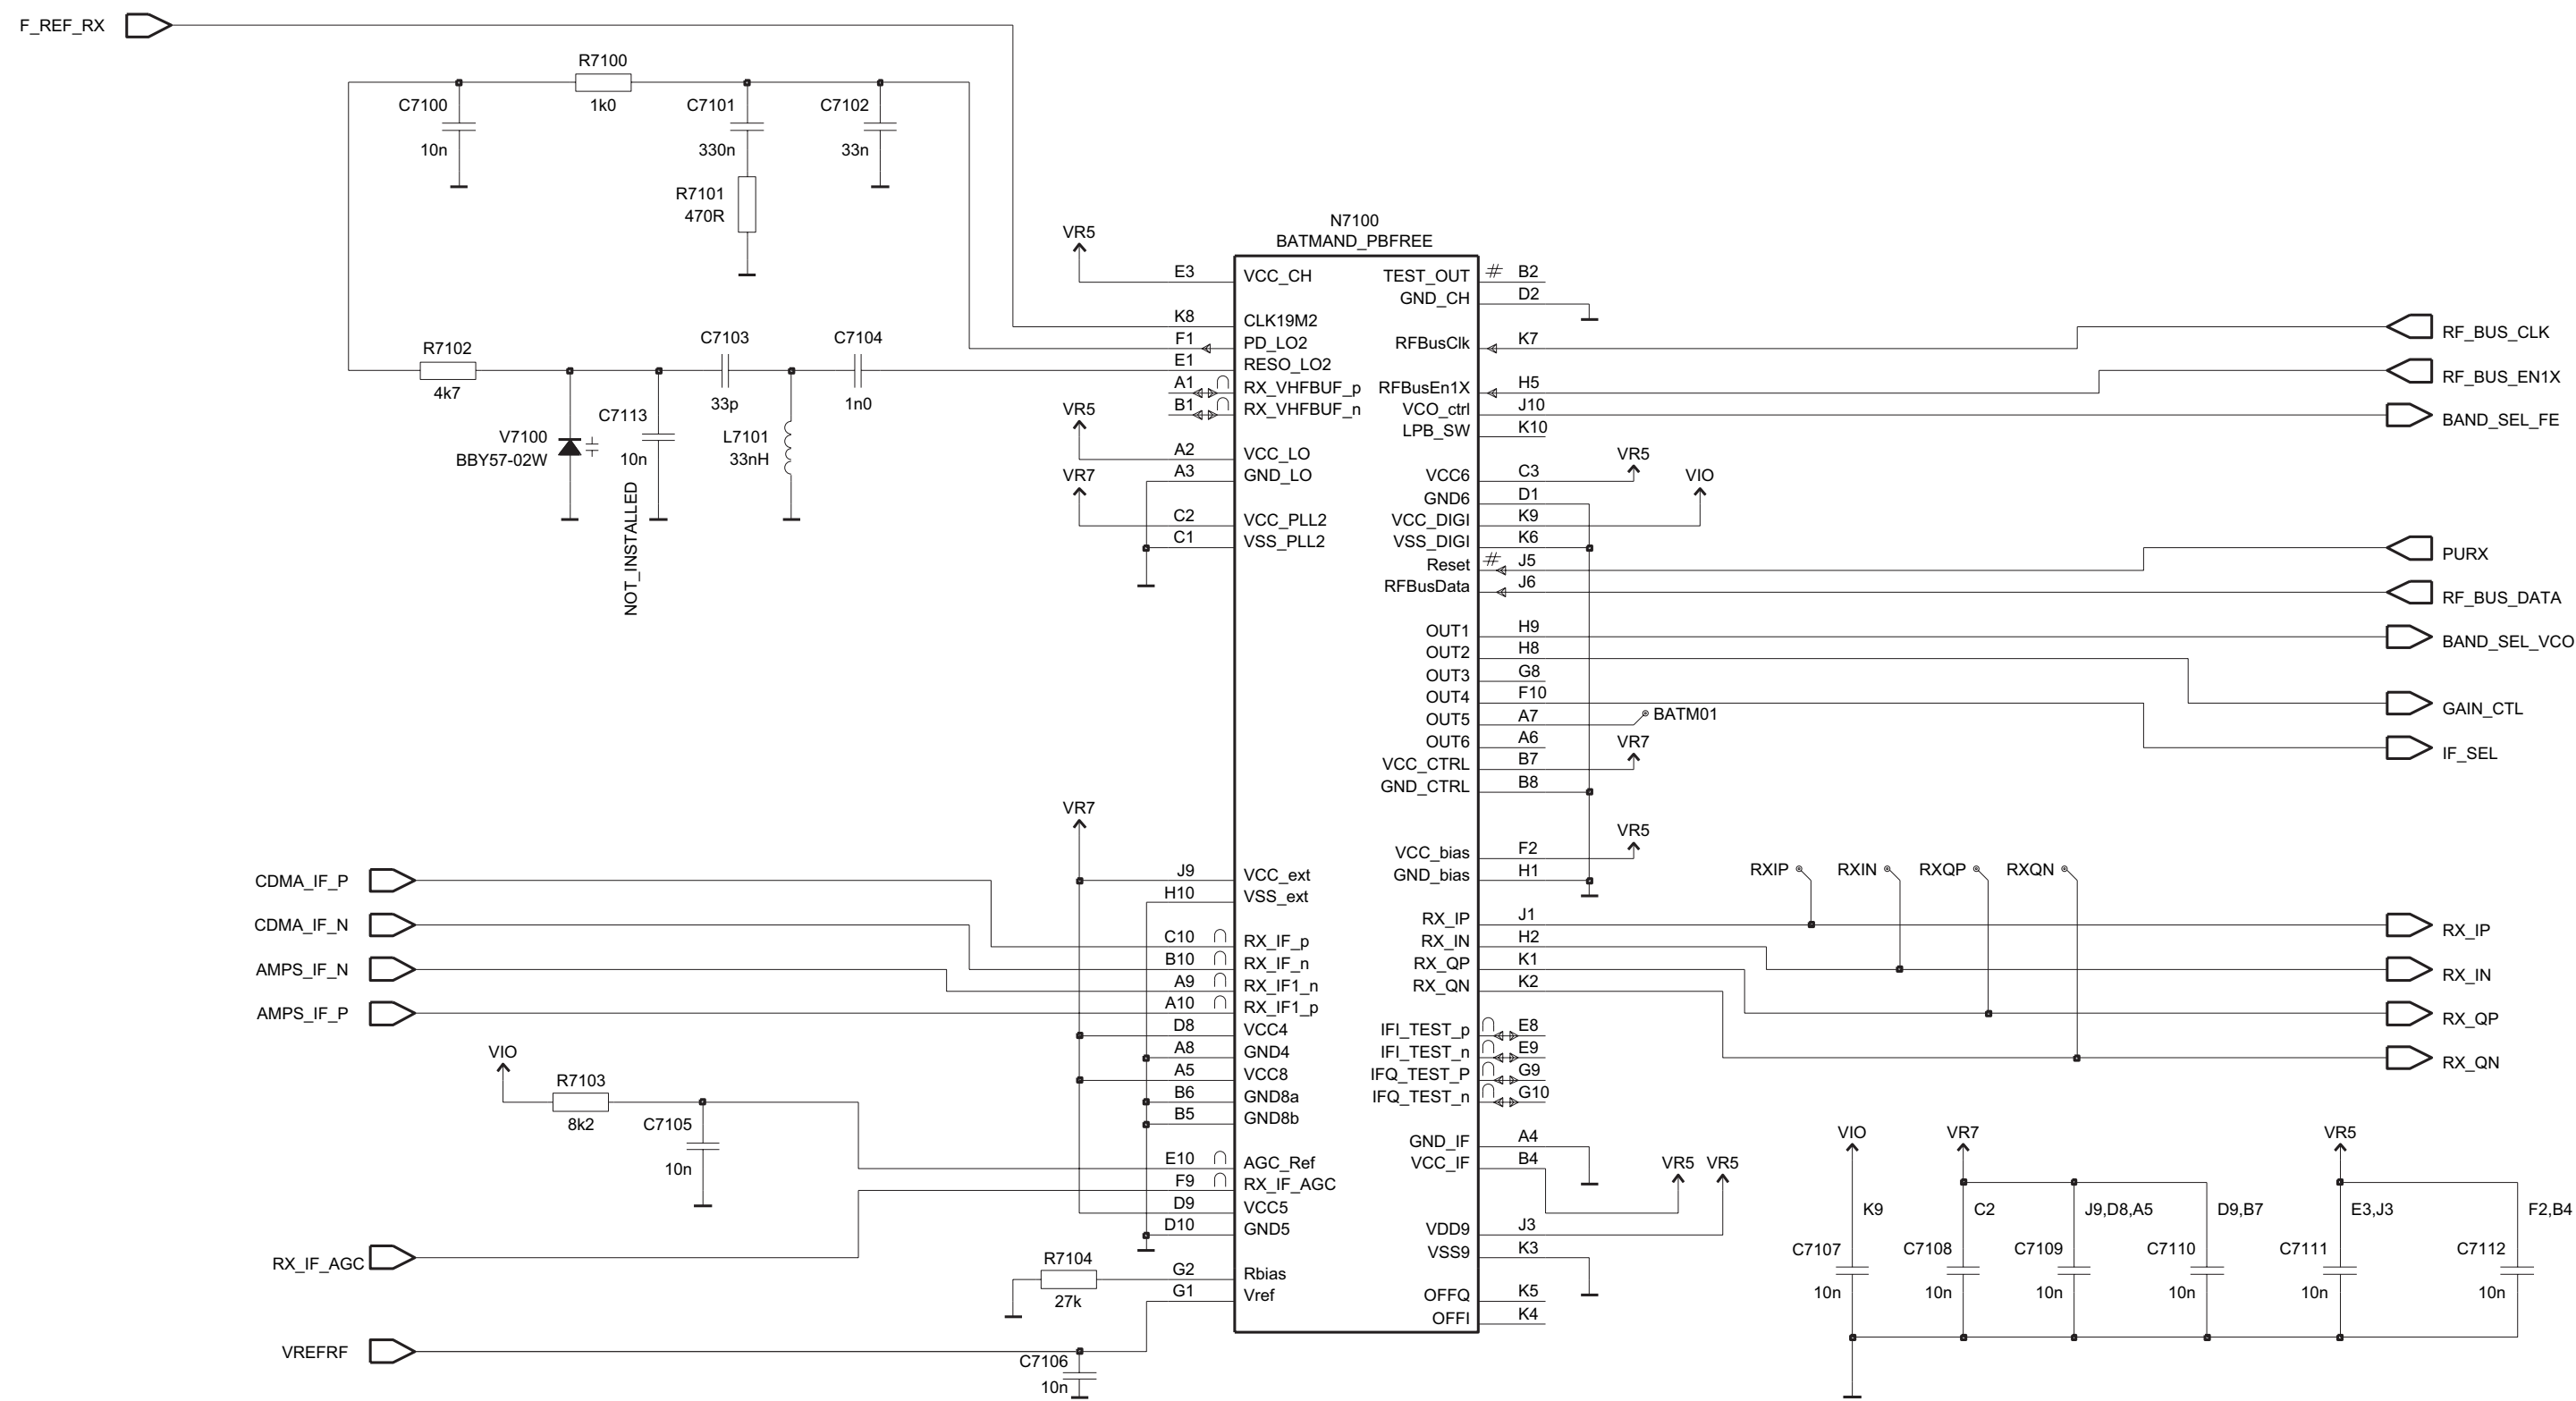 F_REF_RX
R7100
1k0
C7100
10n
C7101
330n
C7102
33n
R7101
470R
R7102
4k7
C7103
33p
C7104
1n0
V7100
BBY57-02W
C7113
10n
NOT_INSTALLED
L7101
33nH
N7100
BATMAND_PBFREE
VR5
E3 VCC_CH
K8 CLK19M2
F1 PD_LO2
E1 RESO_LO2
A1 RX_VHFBUF_p
B1 RX_VHFBUF_n
VR5
A2 VCC_LO
A3 GND_LO
VR7
C2 VCC_PLL2
C1 VSS_PLL2
VR7
J9 VCC_ext
H10 VSS_ext
C10 RX_IF_p
B10 RX_IF_n
A9 RX_IF1_n
A10 RX_IF1_p
D8 VCC4
A8 GND4
A5 VCC8
B6 GND8a
B5 GND8b
E10 AGC_Ref
F9 RX_IF_AGC
D9 VCC5
D10 GND5
G2 Rbias
G1 Vref
CDMA_IF_P
CDMA_IF_N
AMPS_IF_N
AMPS_IF_P
VIO
R7103
8k2
C7105
10n
RX_IF_AGC
R7104
27k
VREFRF
C7106
10n
TEST_OUT # B2
GND_CH D2
RFBusClk K7
RFBusEn1X H5
VCO_ctrl J10
LPB_SW K10
VCC6 C3
VR5
GND6 D1
VCC_DIGI K9
VIO
VSS_DIGI K6
Reset # J5
RFBusData J6
OUT1 H9
OUT2 H8
OUT3 G8
OUT4 F10
OUT5 A7
BATM01
OUT6 A6
VCC_CTRL B7
VR7
GND_CTRL B8
VCC_bias F2
VR5
GND_bias H1
RX_IP J1
RX_IN H2
RX_QP K1
RX_QN K2
IFI_TEST_p E8
IFI_TEST_n E9
IFQ_TEST_P G9
IFQ_TEST_n G10
GND_IF A4
VCC_IF B4
VR5 VR5
VDD9 J3
VSS9 K3
OFFQ K5
OFFI K4
RF_BUS_CLK
RF_BUS_EN1X
BAND_SEL_FE
PURX
RF_BUS_DATA
BAND_SEL_VCO
GAIN_CTL
IF_SEL
RXIP RXIN RXQP RXQN
RX_IP
RX_IN
RX_QP
RX_QN
VIO VR7 VR5
K9 C2 J9,D8,A5 D9,B7 E3,J3 F2,B4
C7107 C7108 C7109 C7110 C7111 C7112
10n 10n 10n 10n 10n 10n